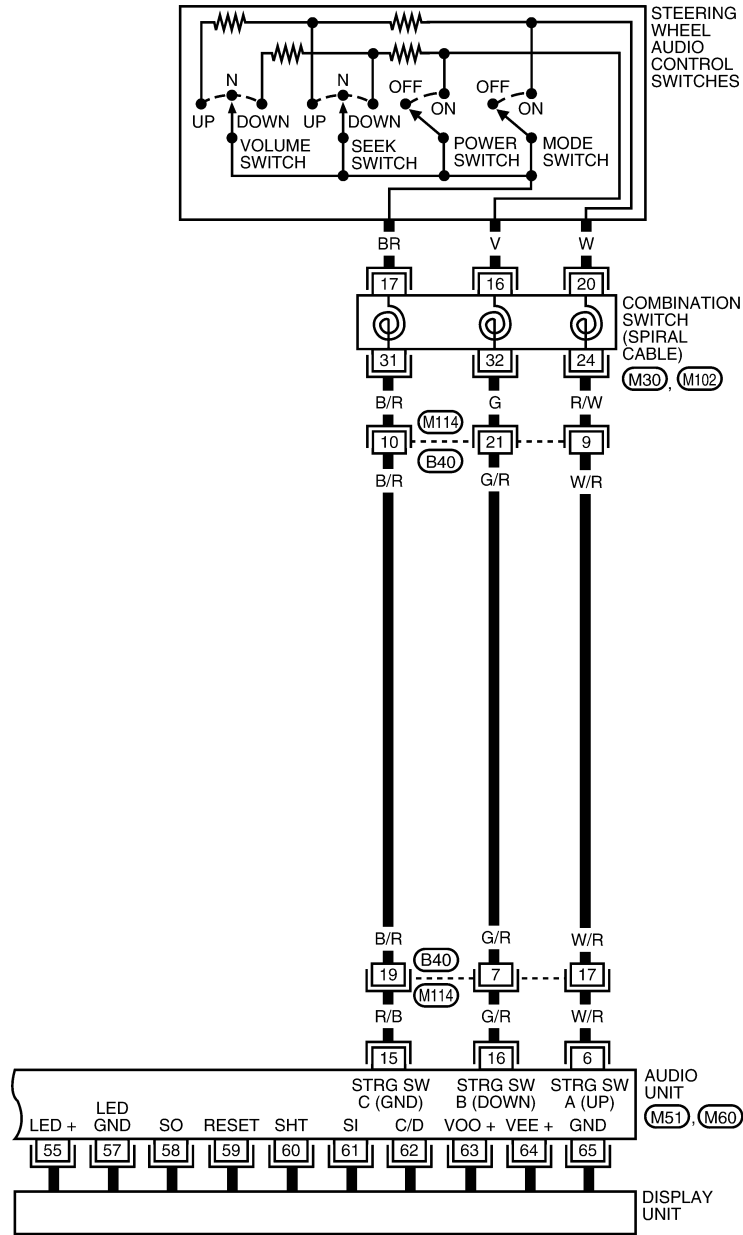 STEERING
WHEEL
AUDIO
CONTROL
SWITCHES
N
N
OFF
OFF
UP
DOWN
UP
DOWN
ON
ON
VOLUME
SWITCH
SEEK
SWITCH
POWER
SWITCH
MODE
SWITCH
BR
V
W
17
16
20
COMBINATION
SWITCH
(SPIRAL
CABLE)
31
32
24
M30, M102
B/R
G
R/W
M114
10
21
9
B40
B/R
G/R
W/R
B/R
G/R
W/R
B40
19
7
17
M114
R/B
G/R
W/R
15
16
6
STRG SW
C (GND)
STRG SW
B (DOWN)
STRG SW
A (UP)
AUDIO
UNIT
M51, M60
LED +
LED
GND
SO
RESET
SHT
SI
C/D
VOO +
VEE +
GND
55
57
58
59
60
61
62
63
64
65
DISPLAY
UNIT